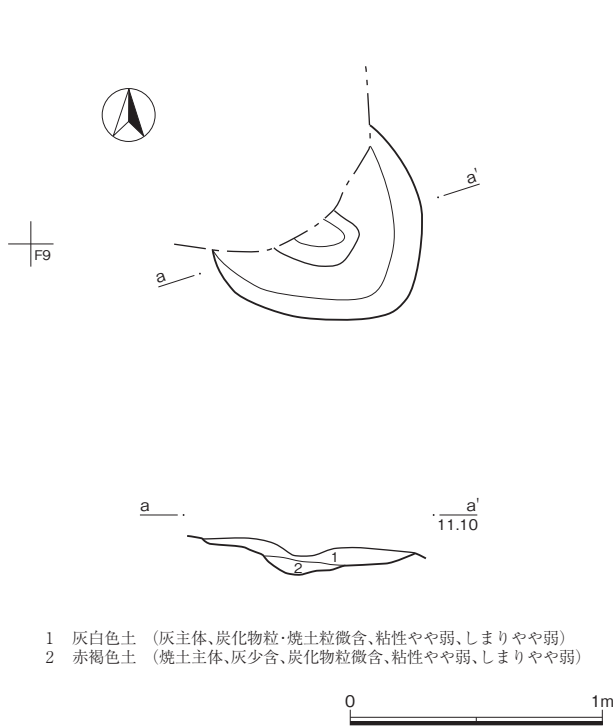 a'
F9
a
a
a'
11.10
1
2
1 灰白色土 （灰主体、炭化物粒・焼土粒微含、粘性やや弱、しまりやや弱）
2 赤褐色土 （焼土主体、灰少含、炭化物粒微含、粘性やや弱、しまりやや弱）
0 1m